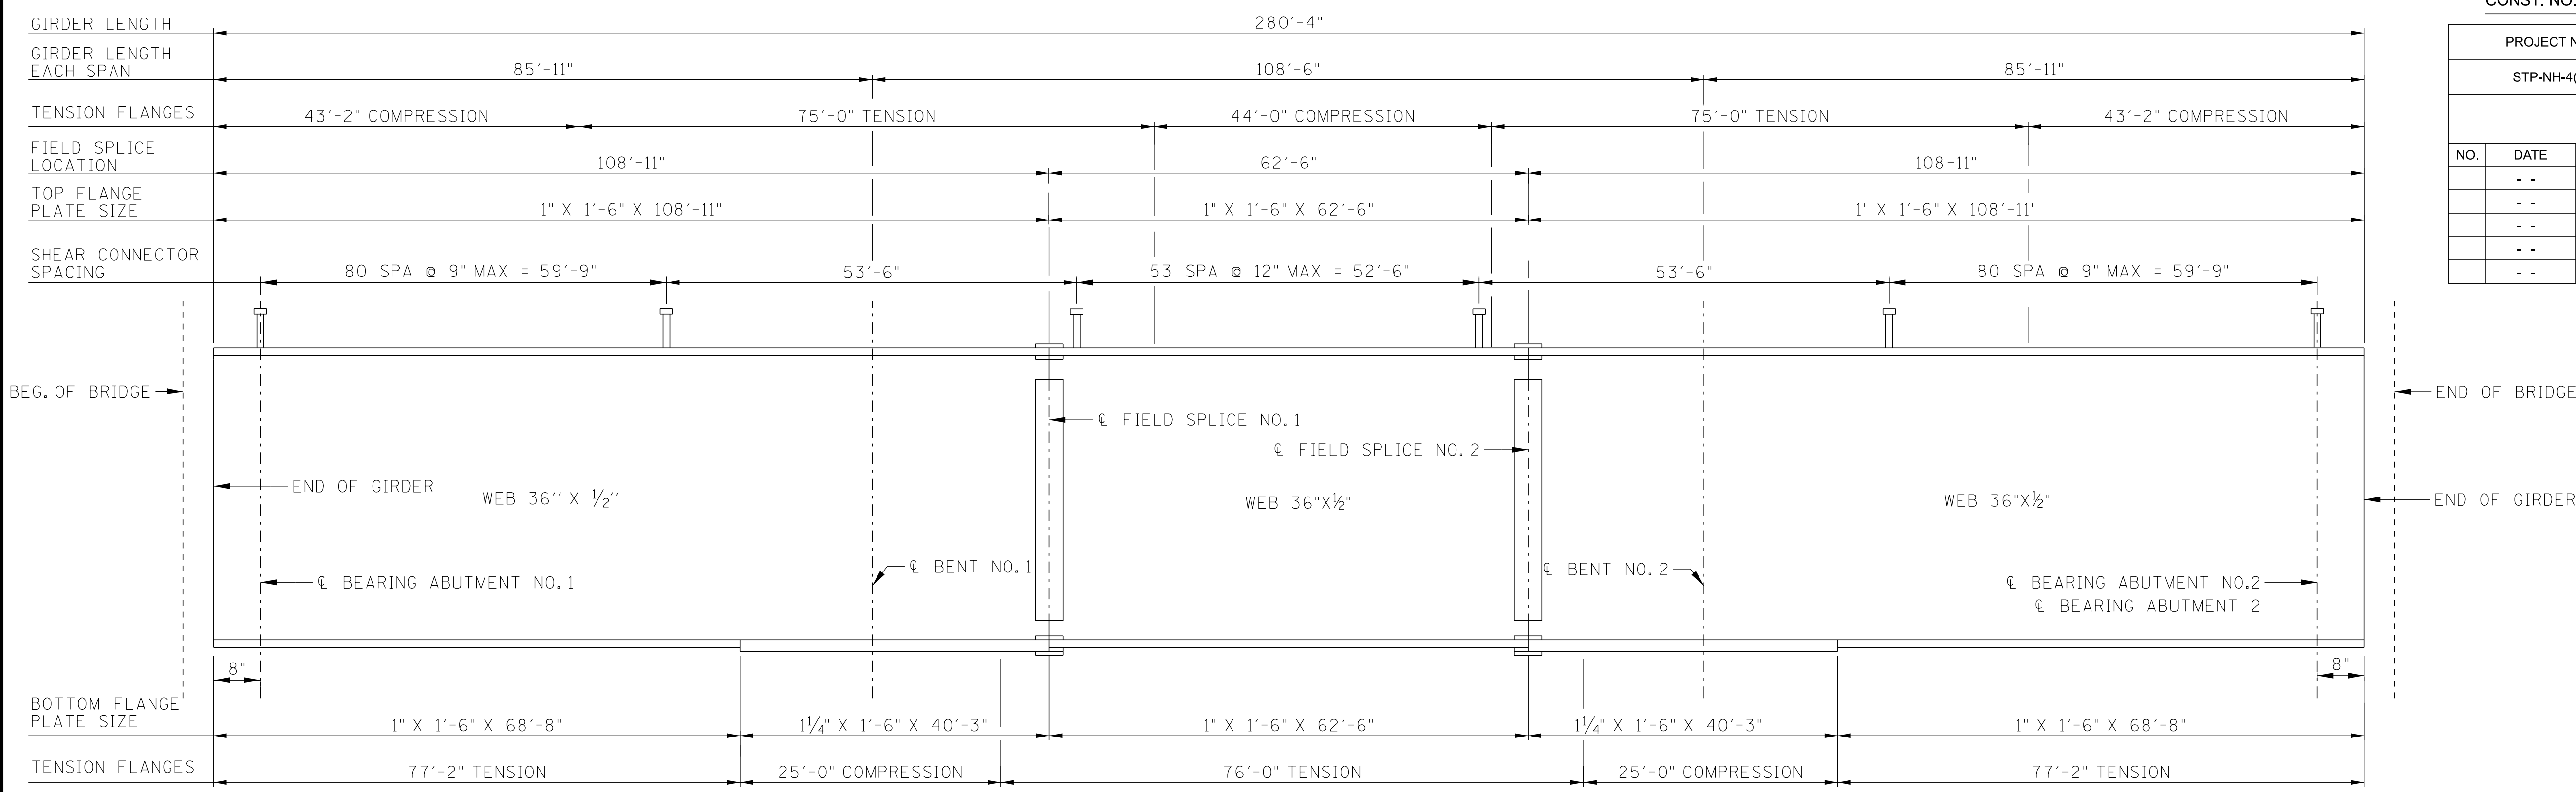 CONST. NO.
PROJECT N
STP-NH-4(
NO. DATE
- -
- -
- -
- -
- -
GIRDER LENGTH
280'-4"
GIRDER LENGTH
EACH SPAN
85'-11" 108'-6" 85'-11"
TENSION FLANGES
43'-2" COMPRESSION 75'-0" TENSION 44'-0" COMPRESSION 75'-0" TENSION 43'-2" COMPRESSION
FIELD SPLICE
LOCATION
108'-11" 62'-6" 108-11"
TOP FLANGE
PLATE SIZE
1" X 1'-6" X 108'-11" 1" X 1'-6" X 62'-6" 1" X 1'-6" X 108'-11"
SHEAR CONNECTOR
SPACING
80 SPA @ 9" MAX = 59'-9" 53'-6" 53 SPA @ 12" MAX = 52'-6" 53'-6" 80 SPA @ 9" MAX = 59'-9"
BEG. OF BRIDGE
END OF BRIDGE
℄ FIELD SPLICE NO. 1
℄ FIELD SPLICE NO. 2
END OF GIRDER
WEB 36'' X ½''
WEB 36"X½"
WEB 36"X½"
END OF GIRDER
℄ BENT NO. 1
℄ BENT NO. 2
℄ BEARING ABUTMENT NO. 1
℄ BEARING ABUTMENT NO.2
℄ BEARING ABUTMENT 2
8"
8"
BOTTOM FLANGE
PLATE SIZE
1" X 1'-6" X 68'-8" 1¼" X 1'-6" X 40'-3" 1" X 1'-6" X 62'-6" 1¼" X 1'-6" X 40'-3" 1" X 1'-6" X 68'-8"
TENSION FLANGES
77'-2" TENSION 25'-0" COMPRESSION 76'-0" TENSION 25'-0" COMPRESSION 77'-2" TENSION